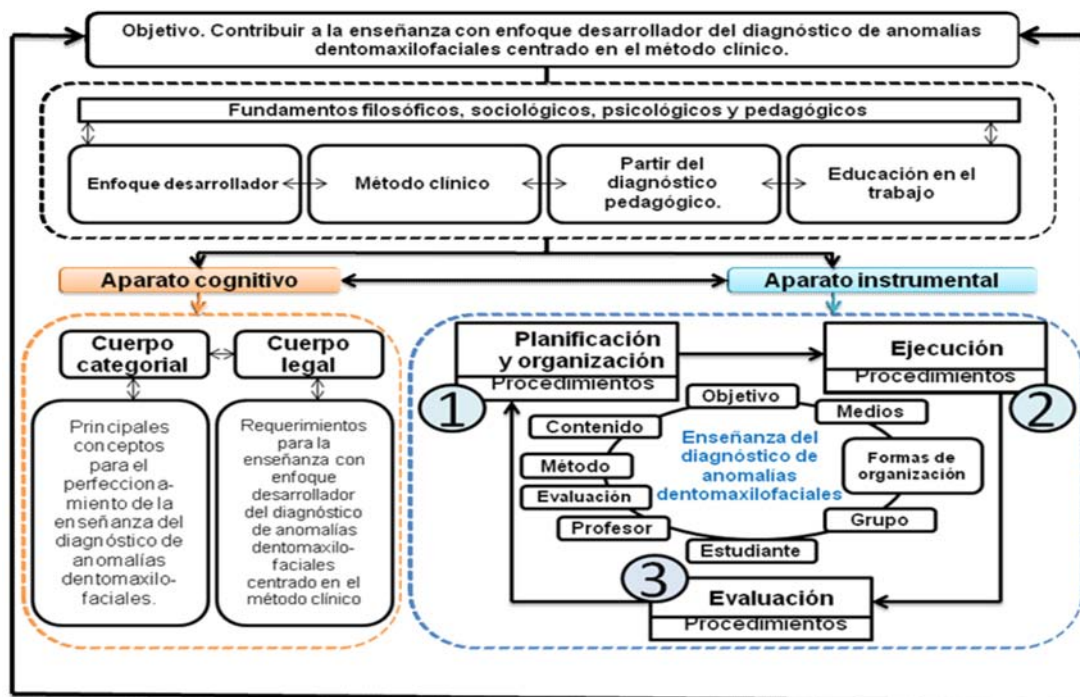 Objetivo. Contribuir a la enseñanza con enfoque desarrollador del diagnóstico de anomalías
dentomaxilofaciales centrado en el método clínico.
Fundamentos filosóficos, sociológicos, psicológicos y pedagógicos
Enfoque desarrollador
Método clínico
Partir del
diagnóstico
pedagógico.
Educación en el
trabajo
Aparato cognitivo
Aparato instrumental
Cuerpo
categorial
Cuerpo
legal
Principales
conceptos
para el
perfecciona-
miento de la
enseñanza del
diagnóstico de
anomalías
dentomaxilo-
faciales.
Requerimientos
para la
enseñanza con
enfoque
desarrollador
del diagnóstico
de anomalías
dentomaxilo-
faciales
centrado en el
método clínico
Planificación
y organización
Procedimientos
1
Ejecución
Procedimientos
2
Objetivo
Medios
Contenido
Formas de
organización
Método
Evaluación
Profesor
Grupo
Estudiante
Enseñanza del
diagnóstico de
anomalías
dentomaxilofaciales
3
Evaluación
Procedimientos